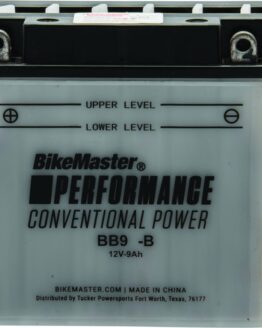 UPPER LEVEL
LOWER LEVEL
BikeMaster®
PERFORMANCE
CONVENTIONAL POWER
BB9 -B
12V-9Ah
BIKEMASTER.COM | MADE IN CHINA
Distributed by Tucker Powersports Fort Worth, Texas, 76177